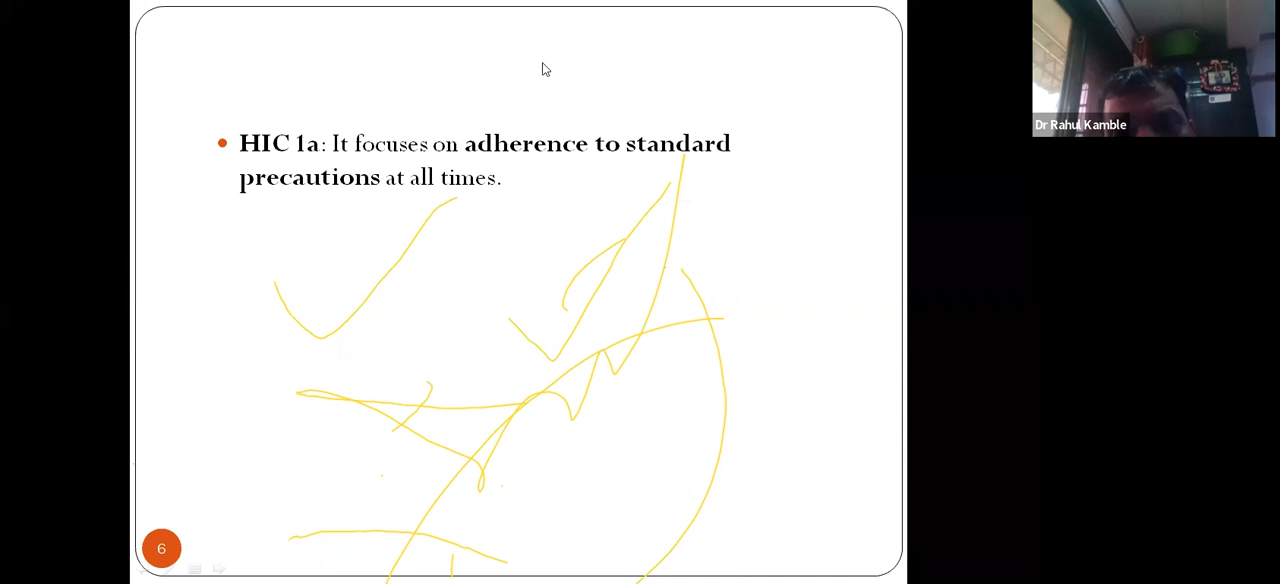 HIC 1a: It focuses on adherence to standard
precautions at all times.
6
Dr Rahul Kamble